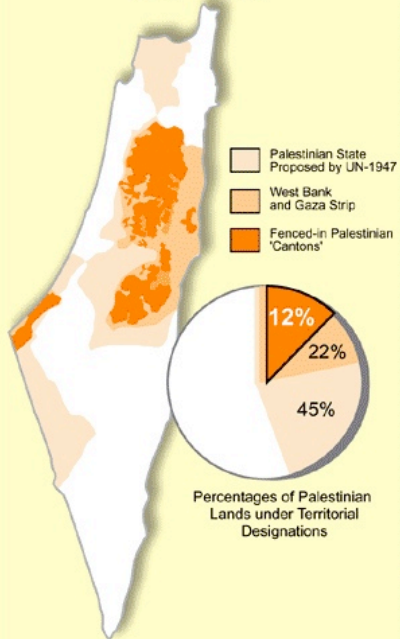 Palestinian State
Proposed by UN-1947
West Bank
and Gaza Strip
Fenced-in Palestinian
'Cantons'
12%
22%
45%
Percentages of Palestinian
Lands under Territorial
Designations